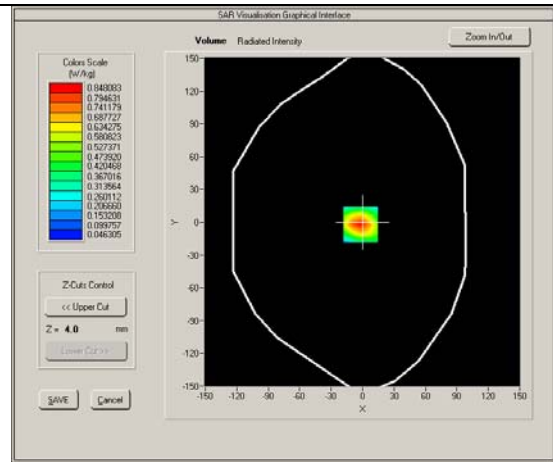 SAR Visualisation Graphical Interface
Volume Radiated Intensity
Zoom In/Out
Colors Scale
(W/kg)
0.848083
0.794631
0.741179
0.687727
0.634275
0.580823
0.527371
0.473920
0.420468
0.367016
0.313564
0.260112
0.206660
0.153208
0.099757
0.046305
Z-Cuts Control
<< Upper Cut
Z = 4.0 mm
Lower Cut >>
SAVE Cancel
150
120
90
60
30
0
-30
-60
-90
-120
-150
Y
-150 -120 -90 -60 -30 0 30 60 90 120 150
X